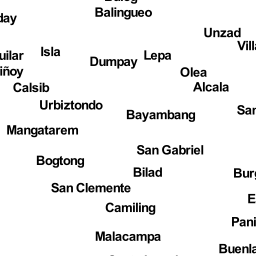 Balingueo
Unzad
Isla
Lepa
Dumpay
Olea
Calsib
Alcala
Urbiztondo
Bayambang
Mangatarem
San Gabriel
Bogtong
Bilad
San Clemente
Camiling
Malacampa